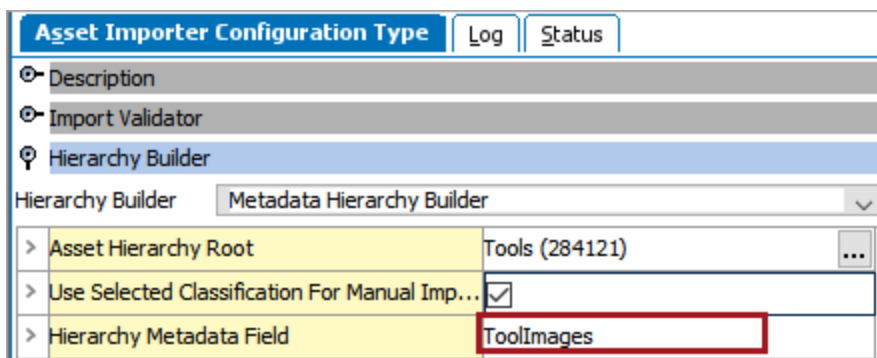 Asset Importer Configuration Type Log Status
Description
Import Validator
Hierarchy Builder
Hierarchy Builder Metadata Hierarchy Builder
> Asset Hierarchy Root Tools (284121) ...
> Use Selected Classification For Manual Imp...
> Hierarchy Metadata Field ToolImages